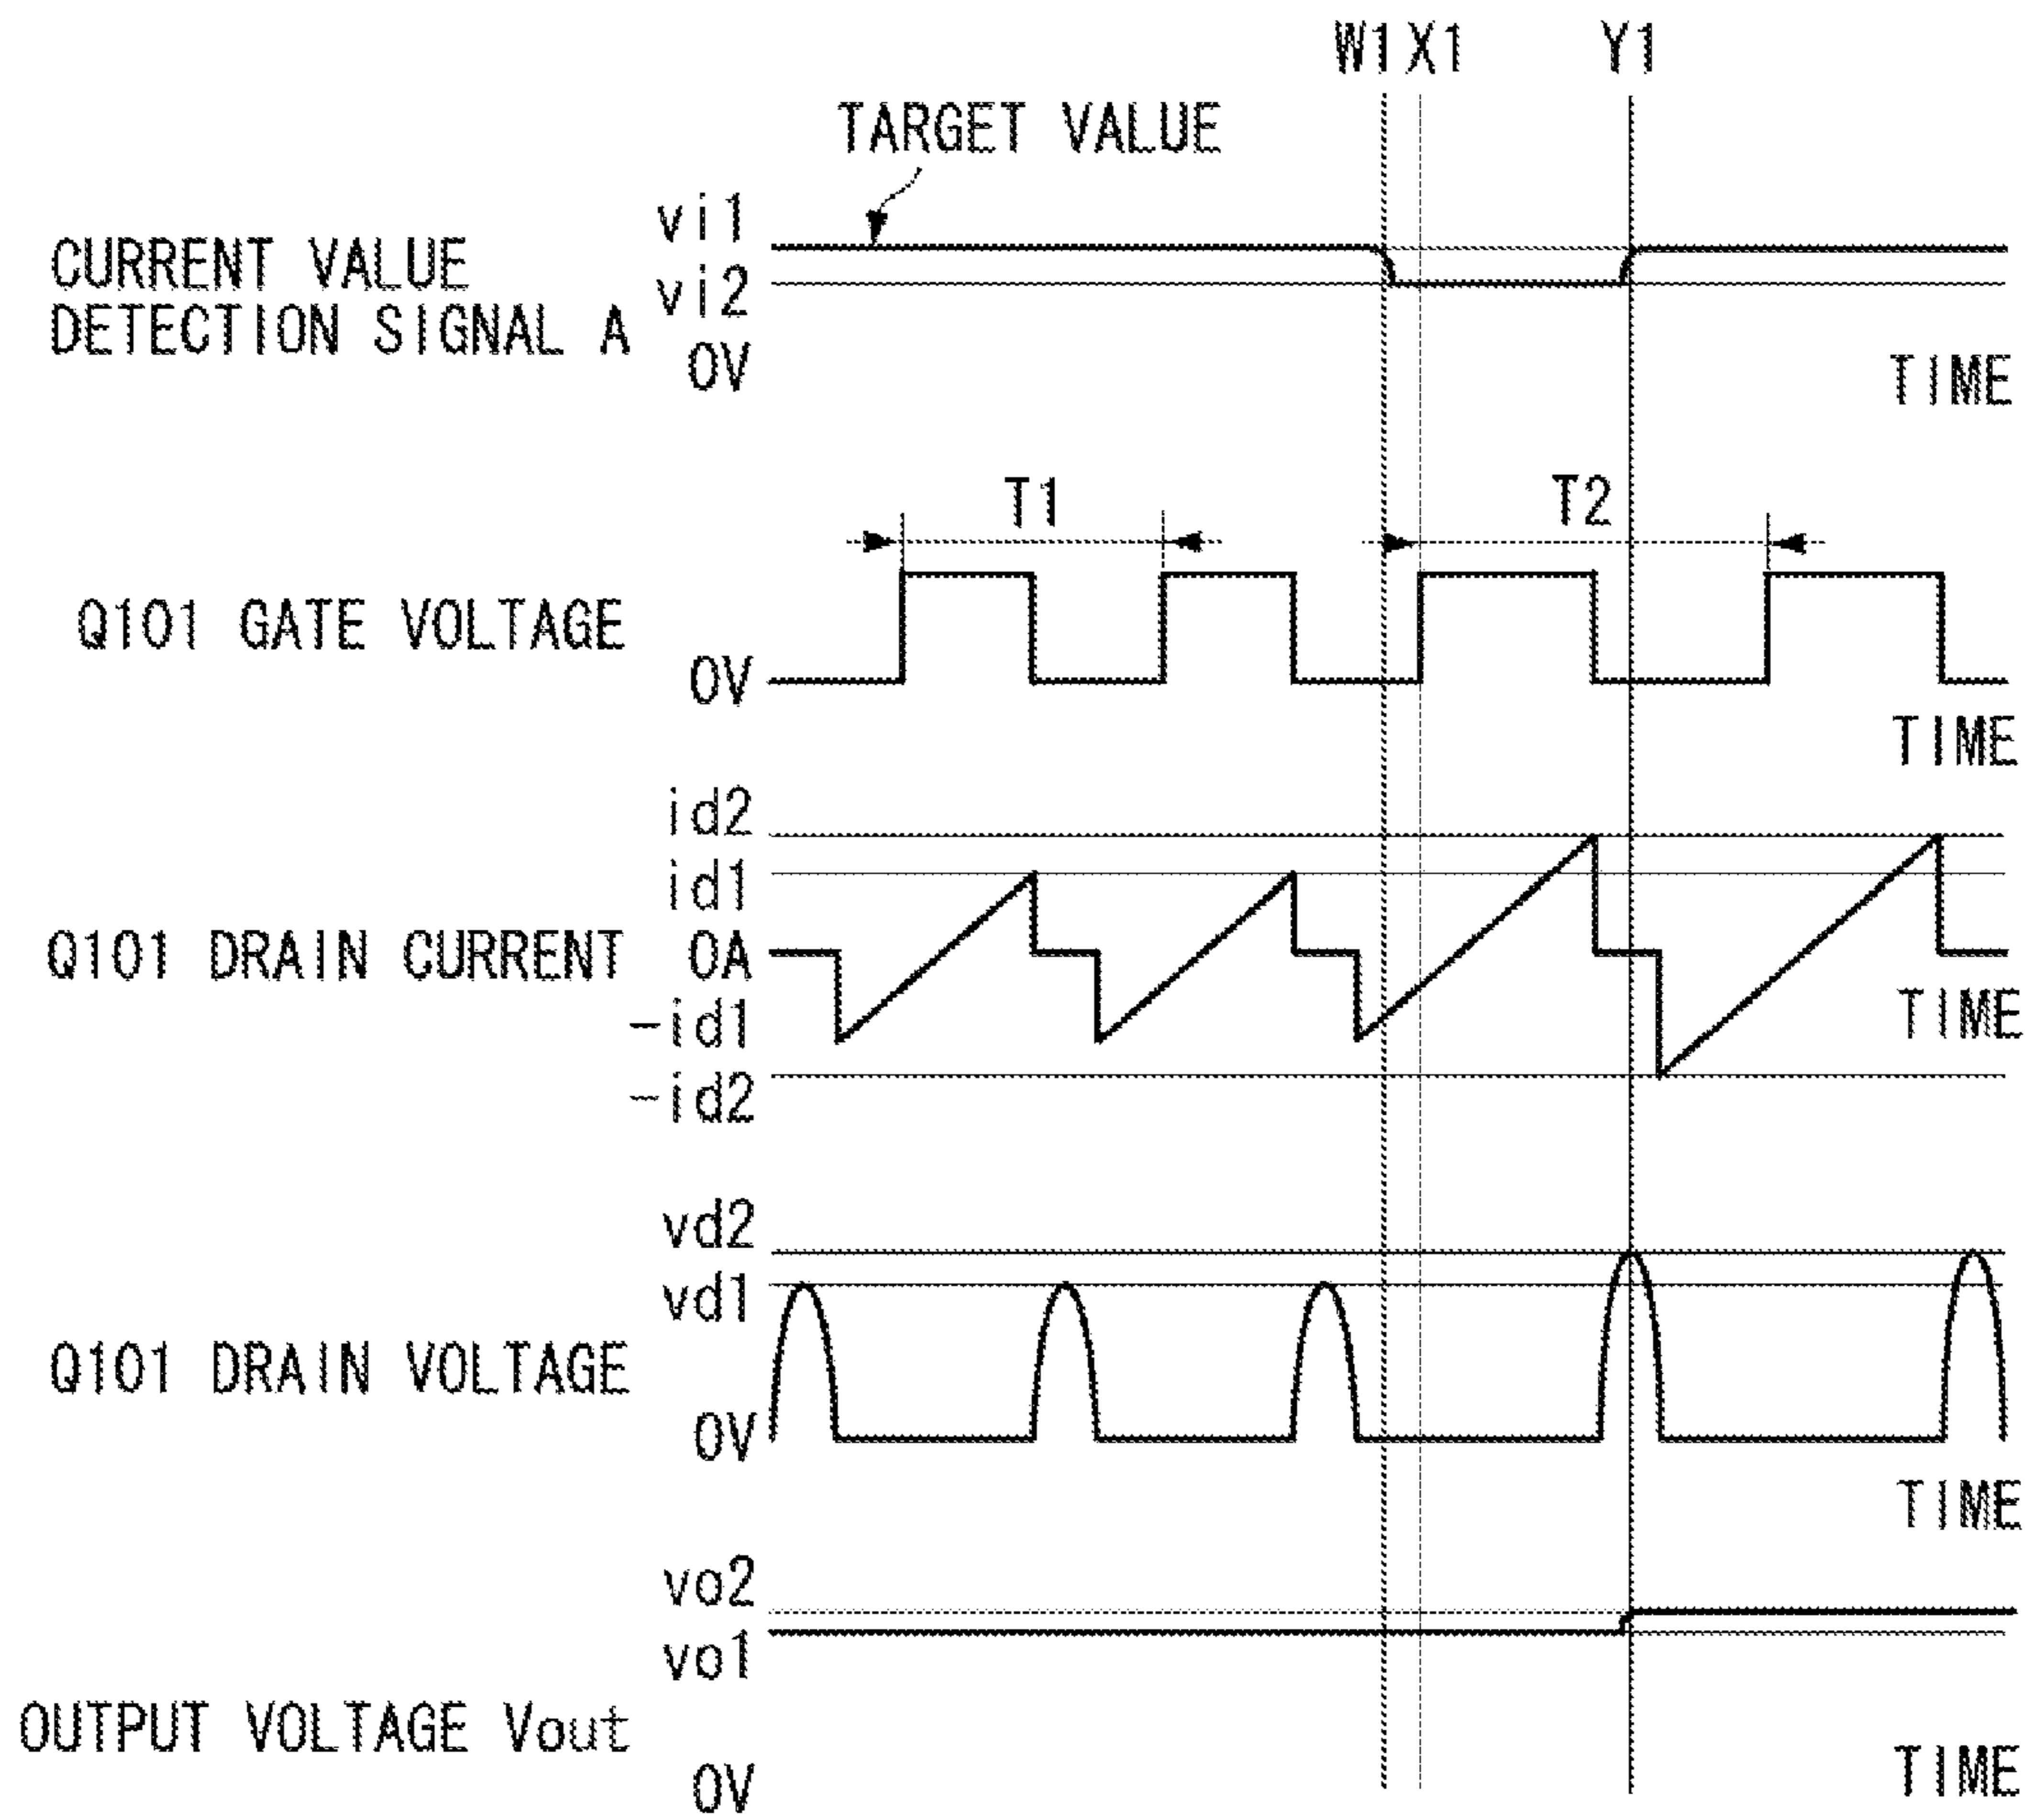 W1 X1 Y1
TARGET VALUE
vi1
CURRENT VALUE
DETECTION SIGNAL A
vi2
0V
TIME
T1 T2
Q101 GATE VOLTAGE
0V
TIME
id2
id1
Q101 DRAIN CURRENT 0A
-id1
TIME
-id2
vd2
vd1
Q101 DRAIN VOLTAGE
0V
TIME
vo2
vo1
OUTPUT VOLTAGE Vout
0V
TIME